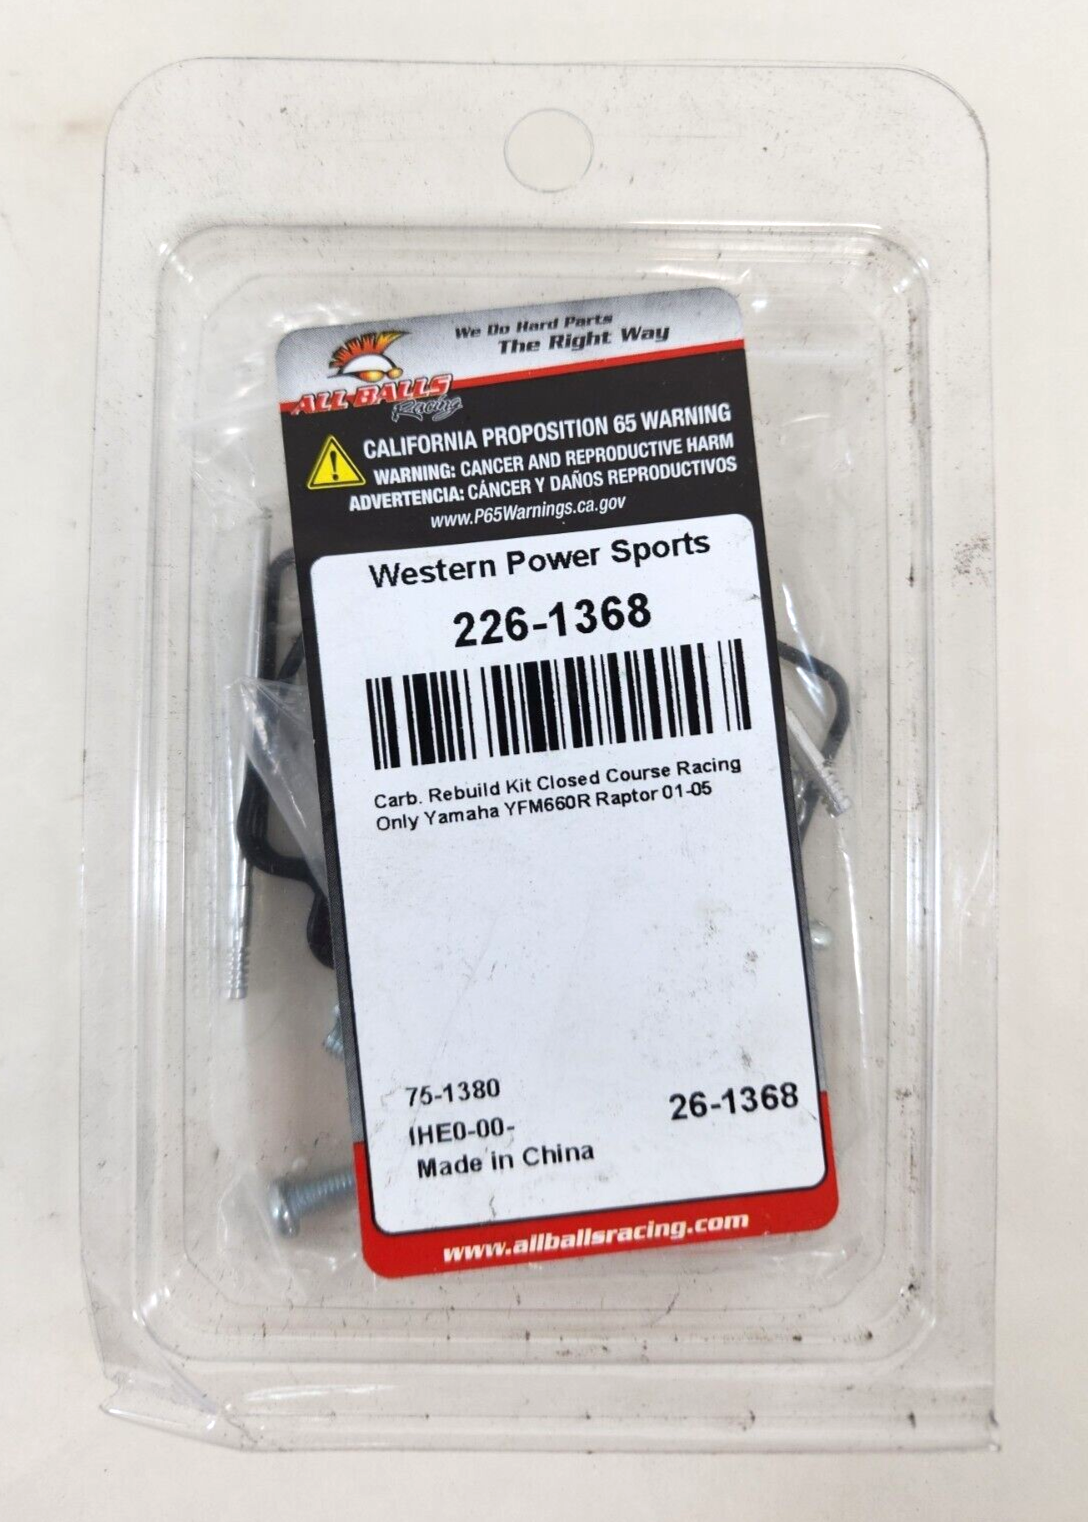 We Do Hard Parts
The Right Way
ALL BALLS
Racing
CALIFORNIA PROPOSITION 65 WARNING
WARNING: CANCER AND REPRODUCTIVE HARM
ADVERTENCIA: CÁNCER Y DAÑOS REPRODUCTIVOS
www.P65Warnings.ca.gov
Western Power Sports
226-1368
Carb. Rebuild Kit Closed Course Racing
Only Yamaha YFM660R Raptor 01-05
75-1380
26-1368
IHE0-00-
Made in China
www.allballsracing.com